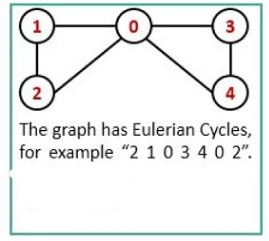 1 0 3
2 4
The graph has Eulerian Cycles,
for example “2 1 0 3 4 0 2”.